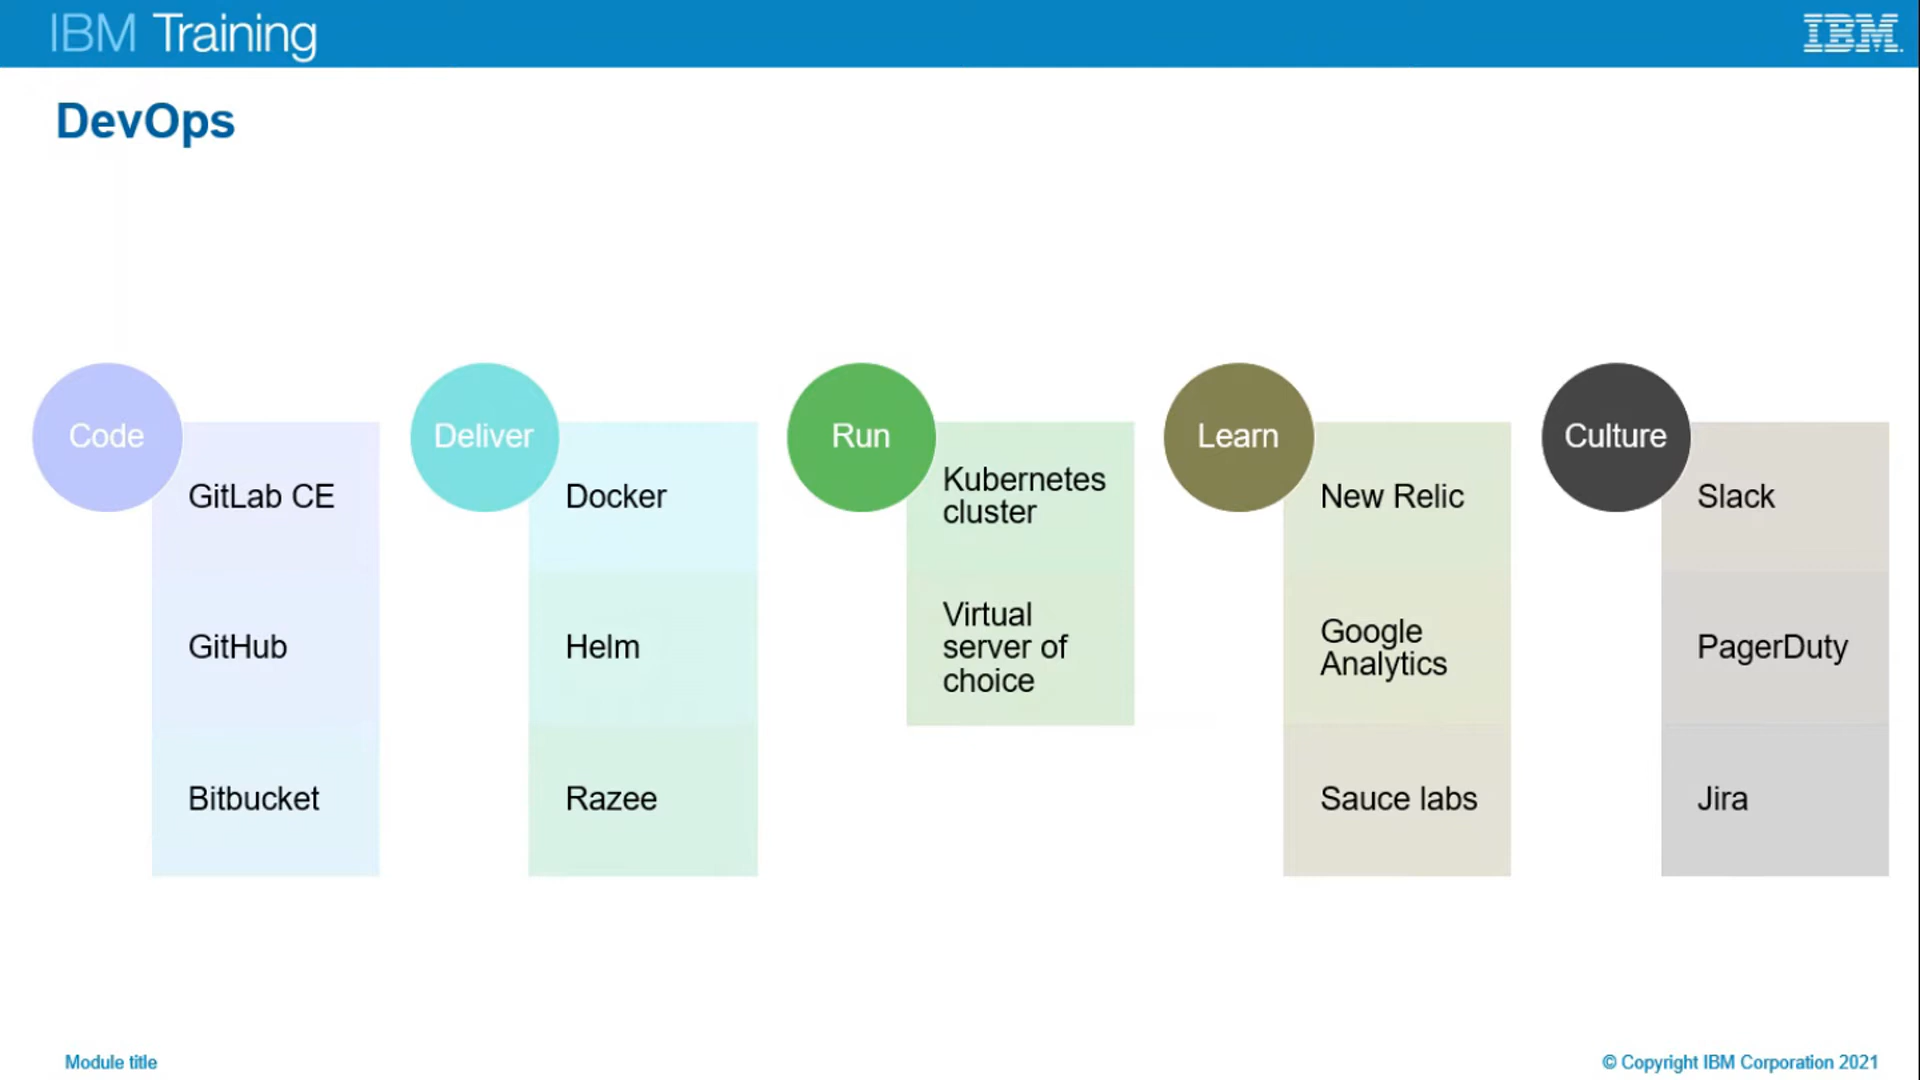 IBM Training
IBM
DevOps
Code
GitLab CE
GitHub
Bitbucket
Deliver
Docker
Helm
Razee
Run
Kubernetes
cluster
Virtual
server of
choice
Learn
New Relic
Google
Analytics
Sauce labs
Culture
Slack
PagerDuty
Jira
Module title
© Copyright IBM Corporation 2021